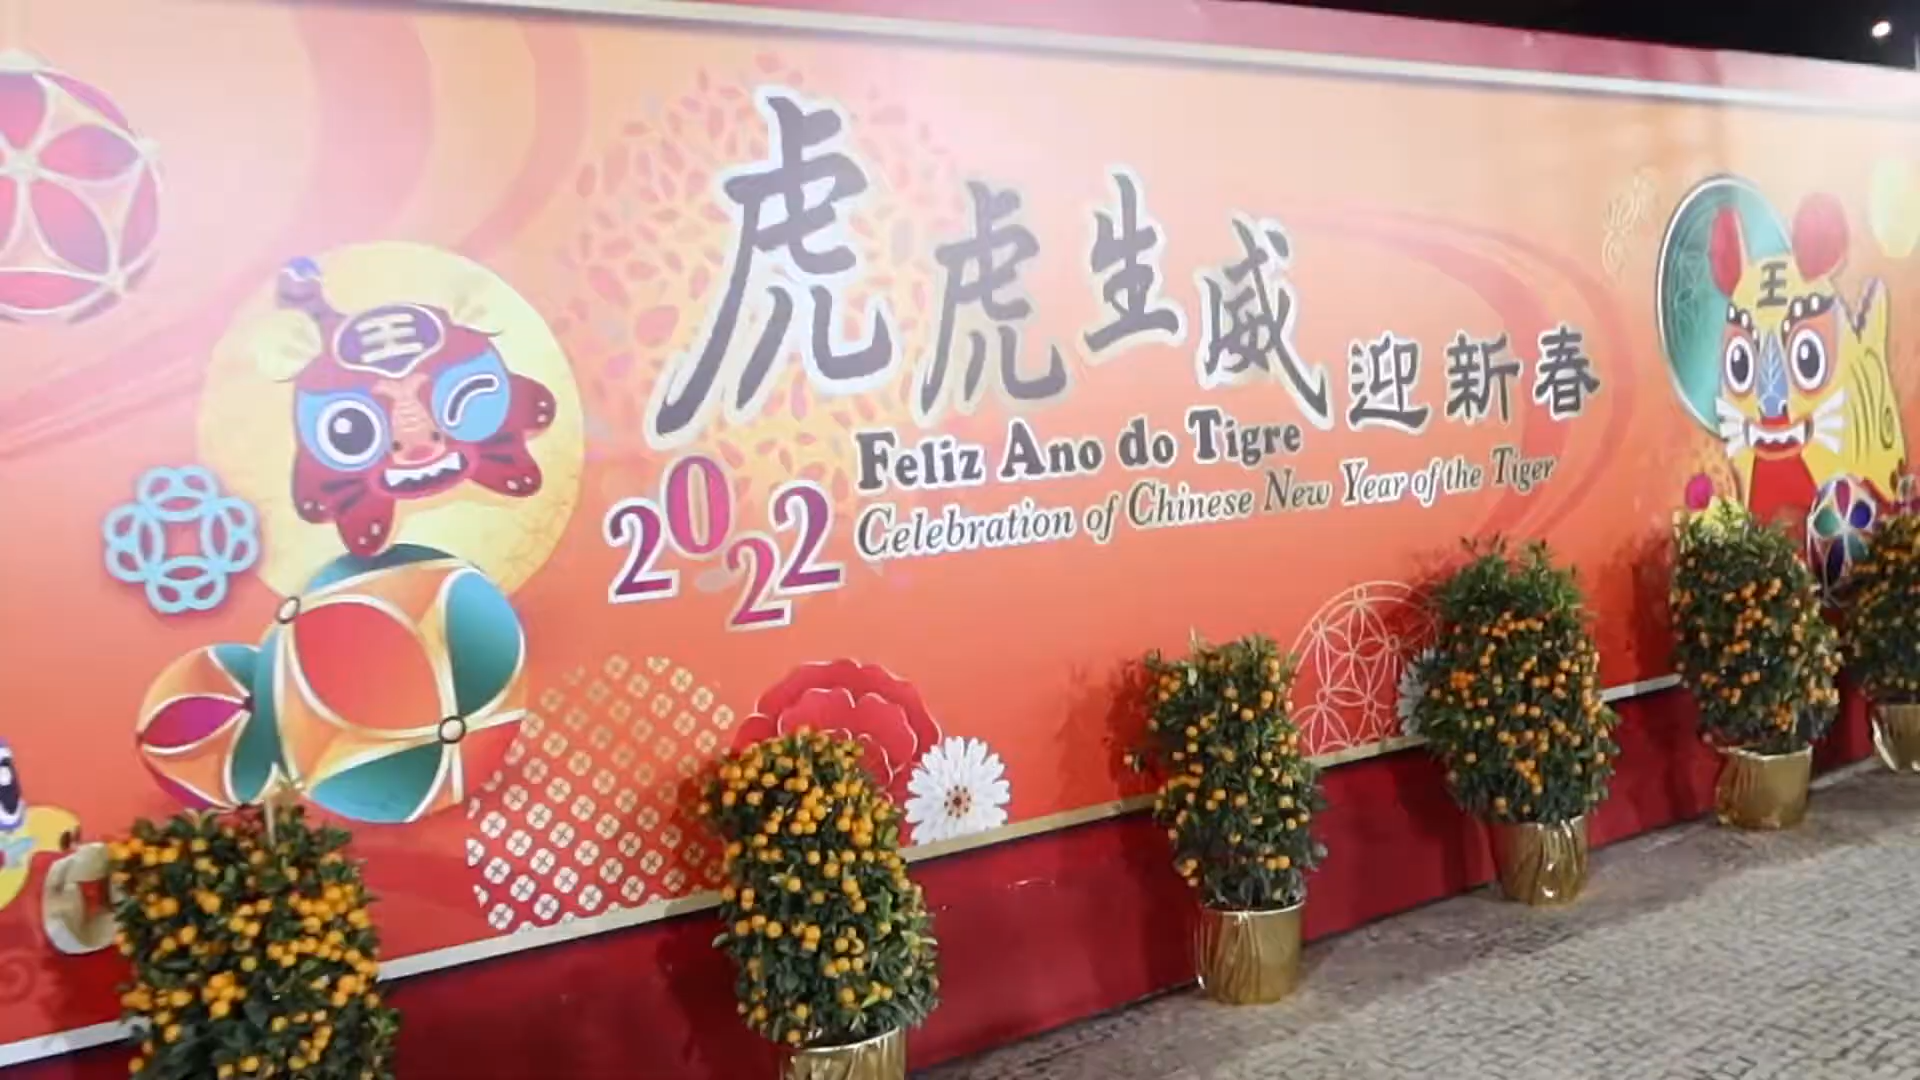 虎虎生威迎新春
2022
Feliz Ano do Tigre
Celebration of Chinese New Year of the Tiger
王
王